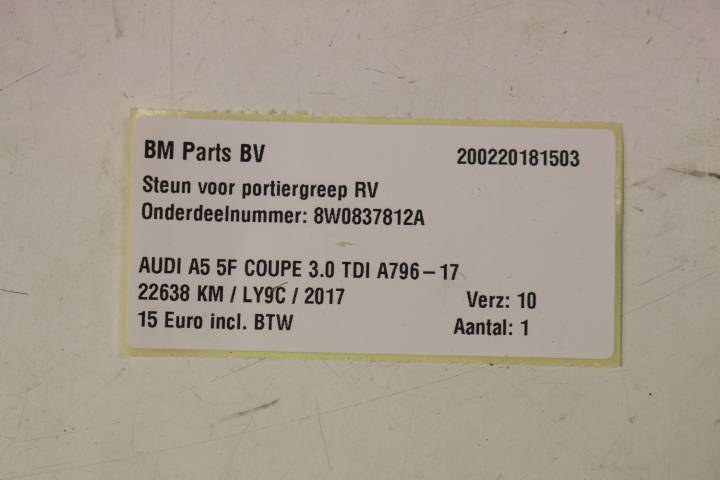 BM Parts BV 200220181503
Steun voor portiergreep RV
Onderdeelnummer: 8W0837812A
AUDI A5 5F COUPE 3.0 TDI A796-17
22638 KM / LY9C / 2017 Verz: 10
15 Euro incl. BTW Aantal: 1